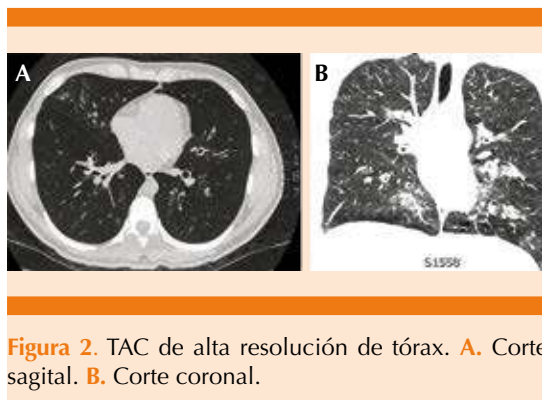 A
B
S1558
Figura 2. TAC de alta resolución de tórax. A. Corte
sagital. B. Corte coronal.